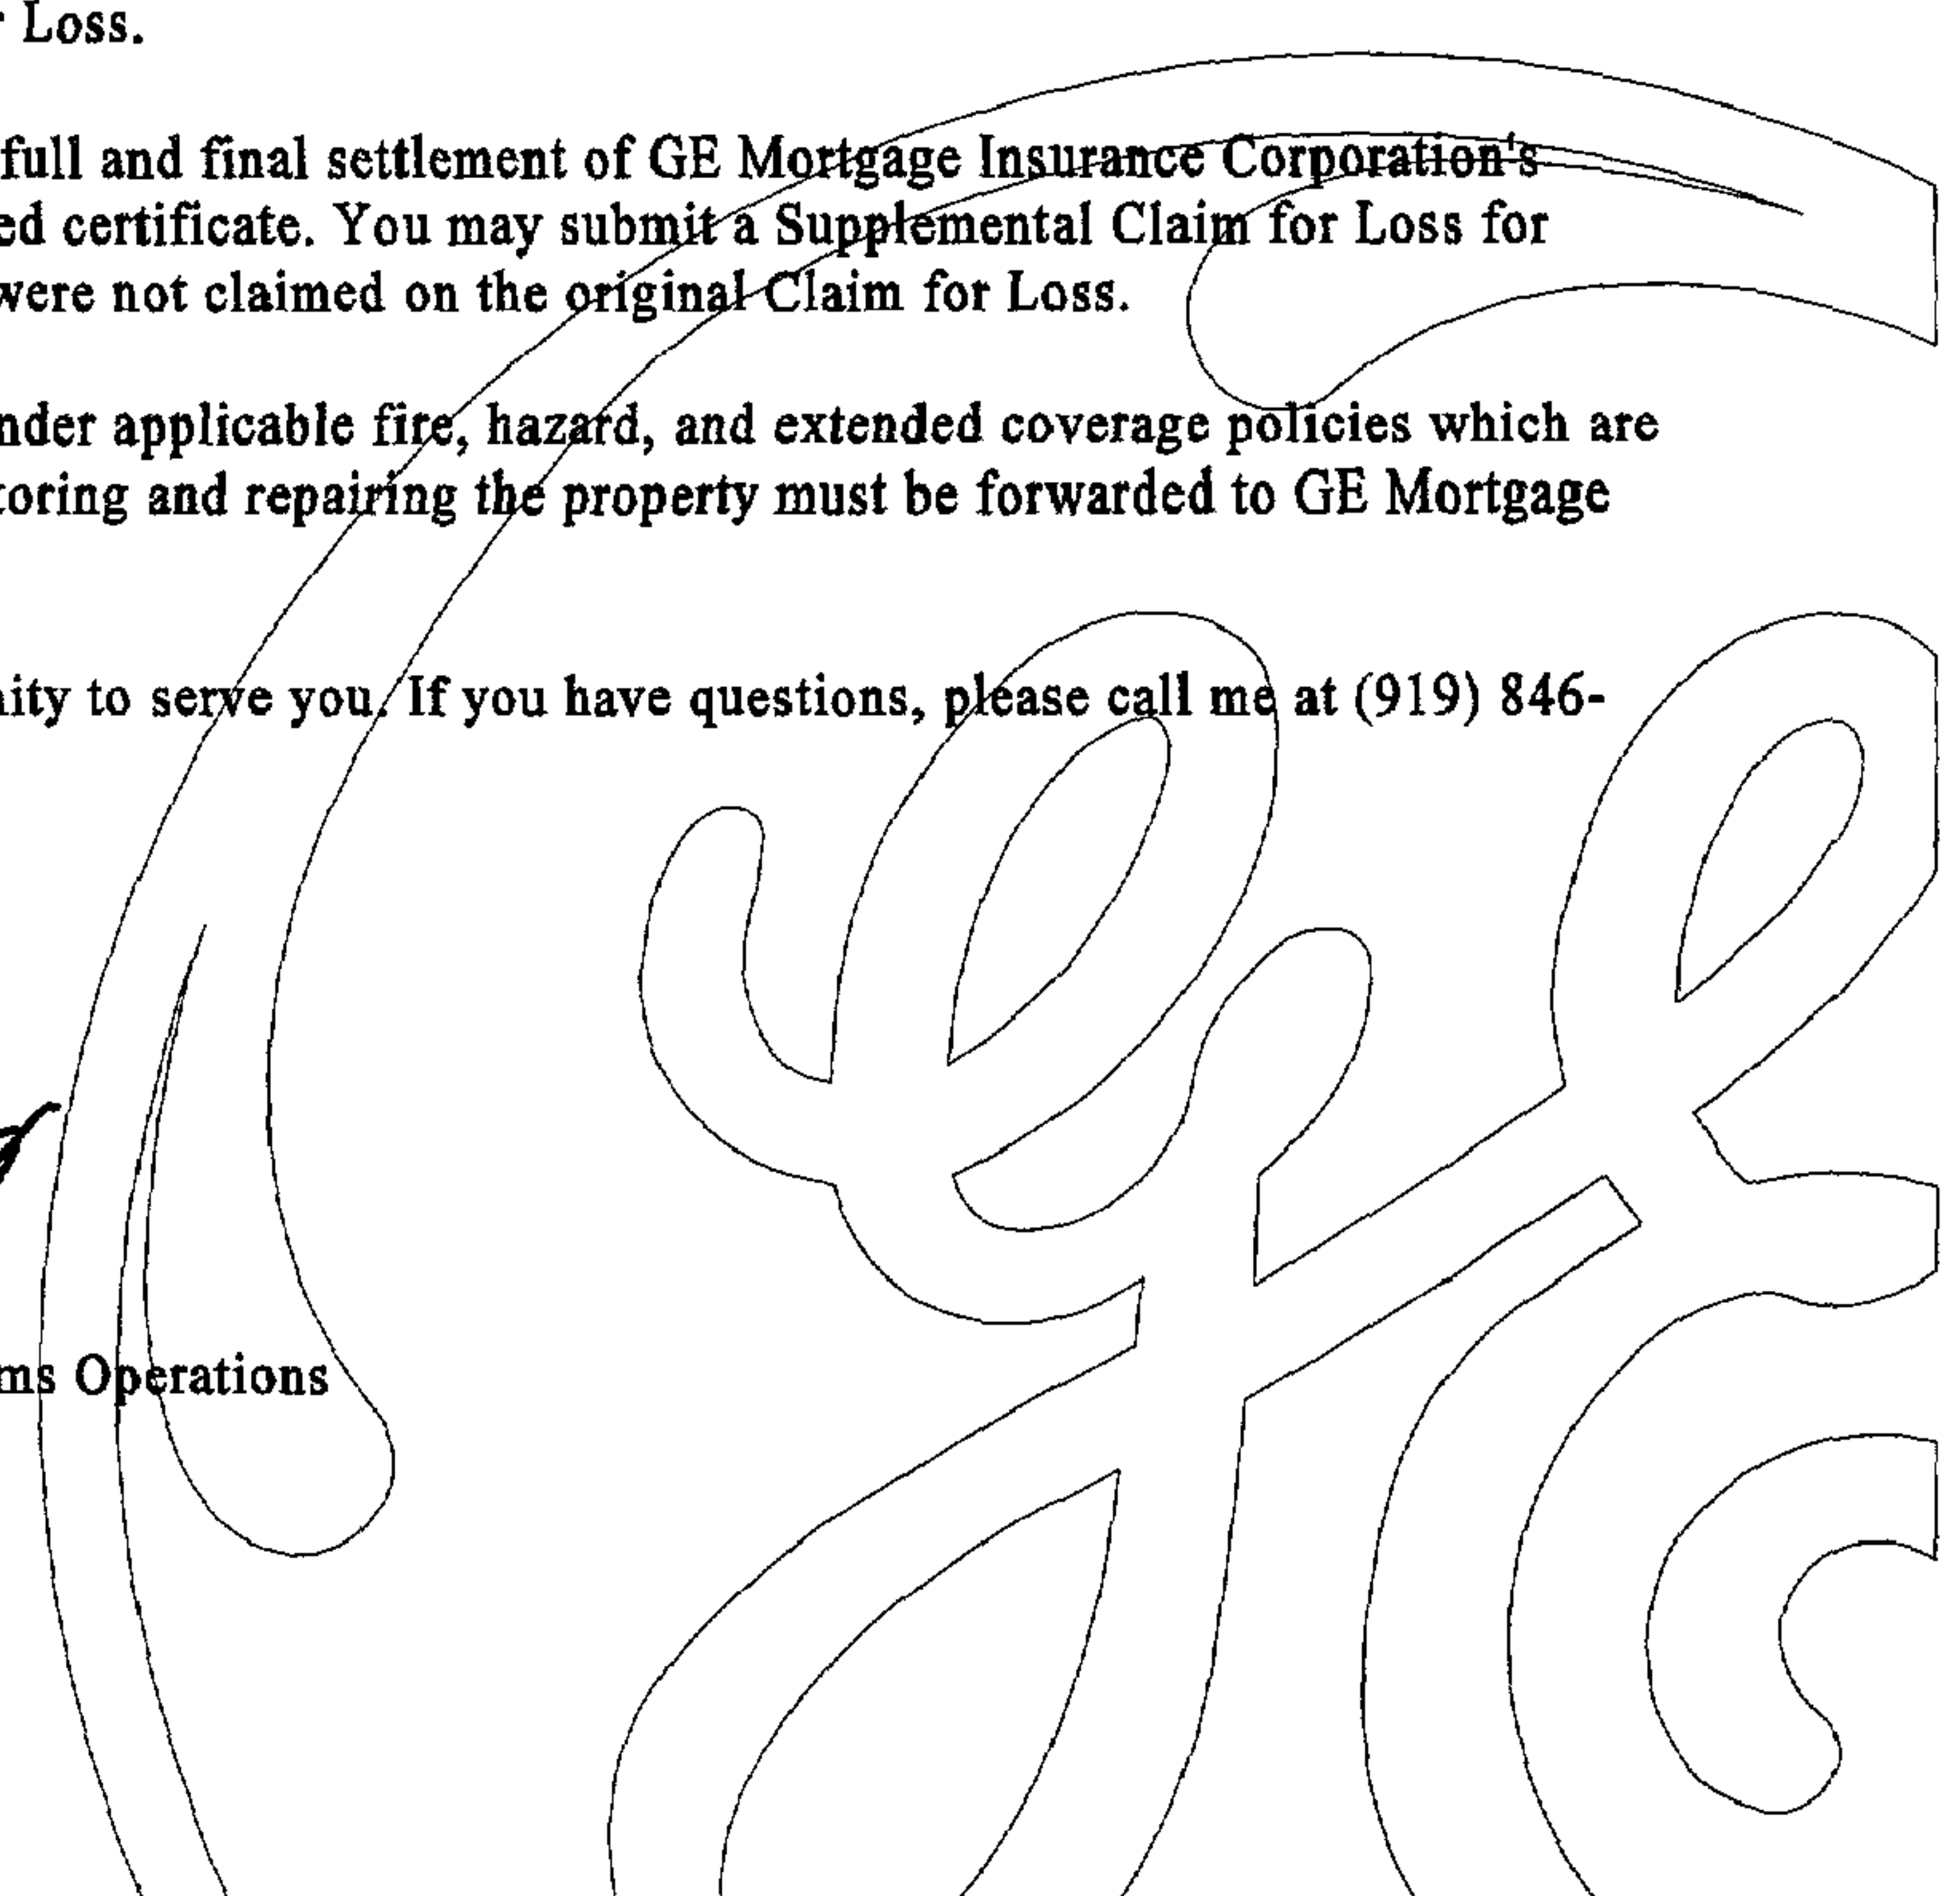 Loss.
full and final settlement of GE Mortgage Insurance Corporation's
ed certificate. You may submit a Supplemental Claim for Loss for
were not claimed on the original Claim for Loss.
nder applicable fire, hazard, and extended coverage policies which are
toring and repairing the property must be forwarded to GE Mortgage
nity to serve you. If you have questions, please call me at (919) 846-
ms Operations
GE